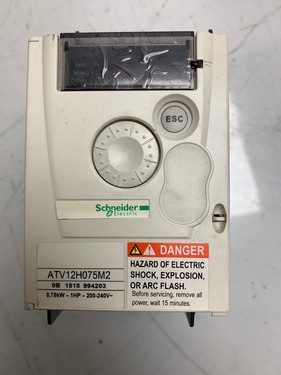 ESC
Schneider
Electric
ATV12H075M2
8B 1818 994203
0.75kW - 1HP - 200-240V~
DANGER
HAZARD OF ELECTRIC
SHOCK, EXPLOSION,
OR ARC FLASH.
Before servicing, remove all
power, wait 15 minutes.